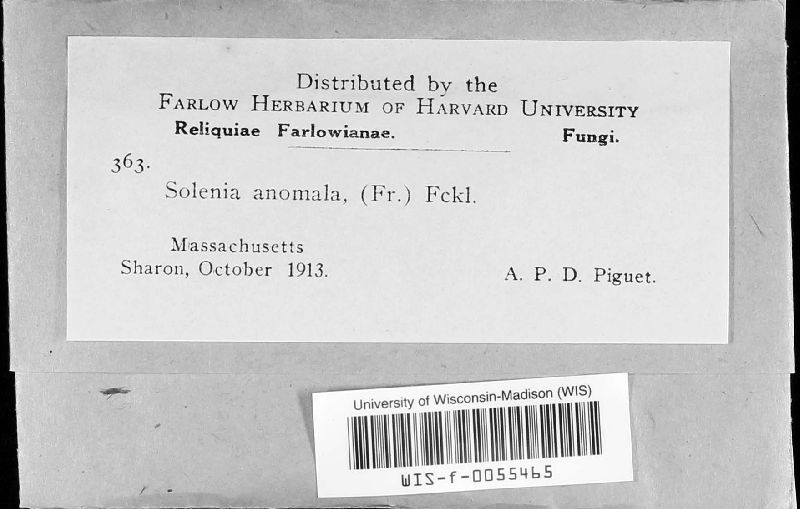 Distributed by the
FARLOW HERBARIUM OF HARVARD UNIVERSITY
Reliquiae Farlowianae. Fungi.
363.
Solenia anomala, (Fr.) Fckl.
Massachusetts
Sharon, October 1913. A. P. D. Piguet.
University of Wisconsin-Madison (WIS)
WIS-f-0055465